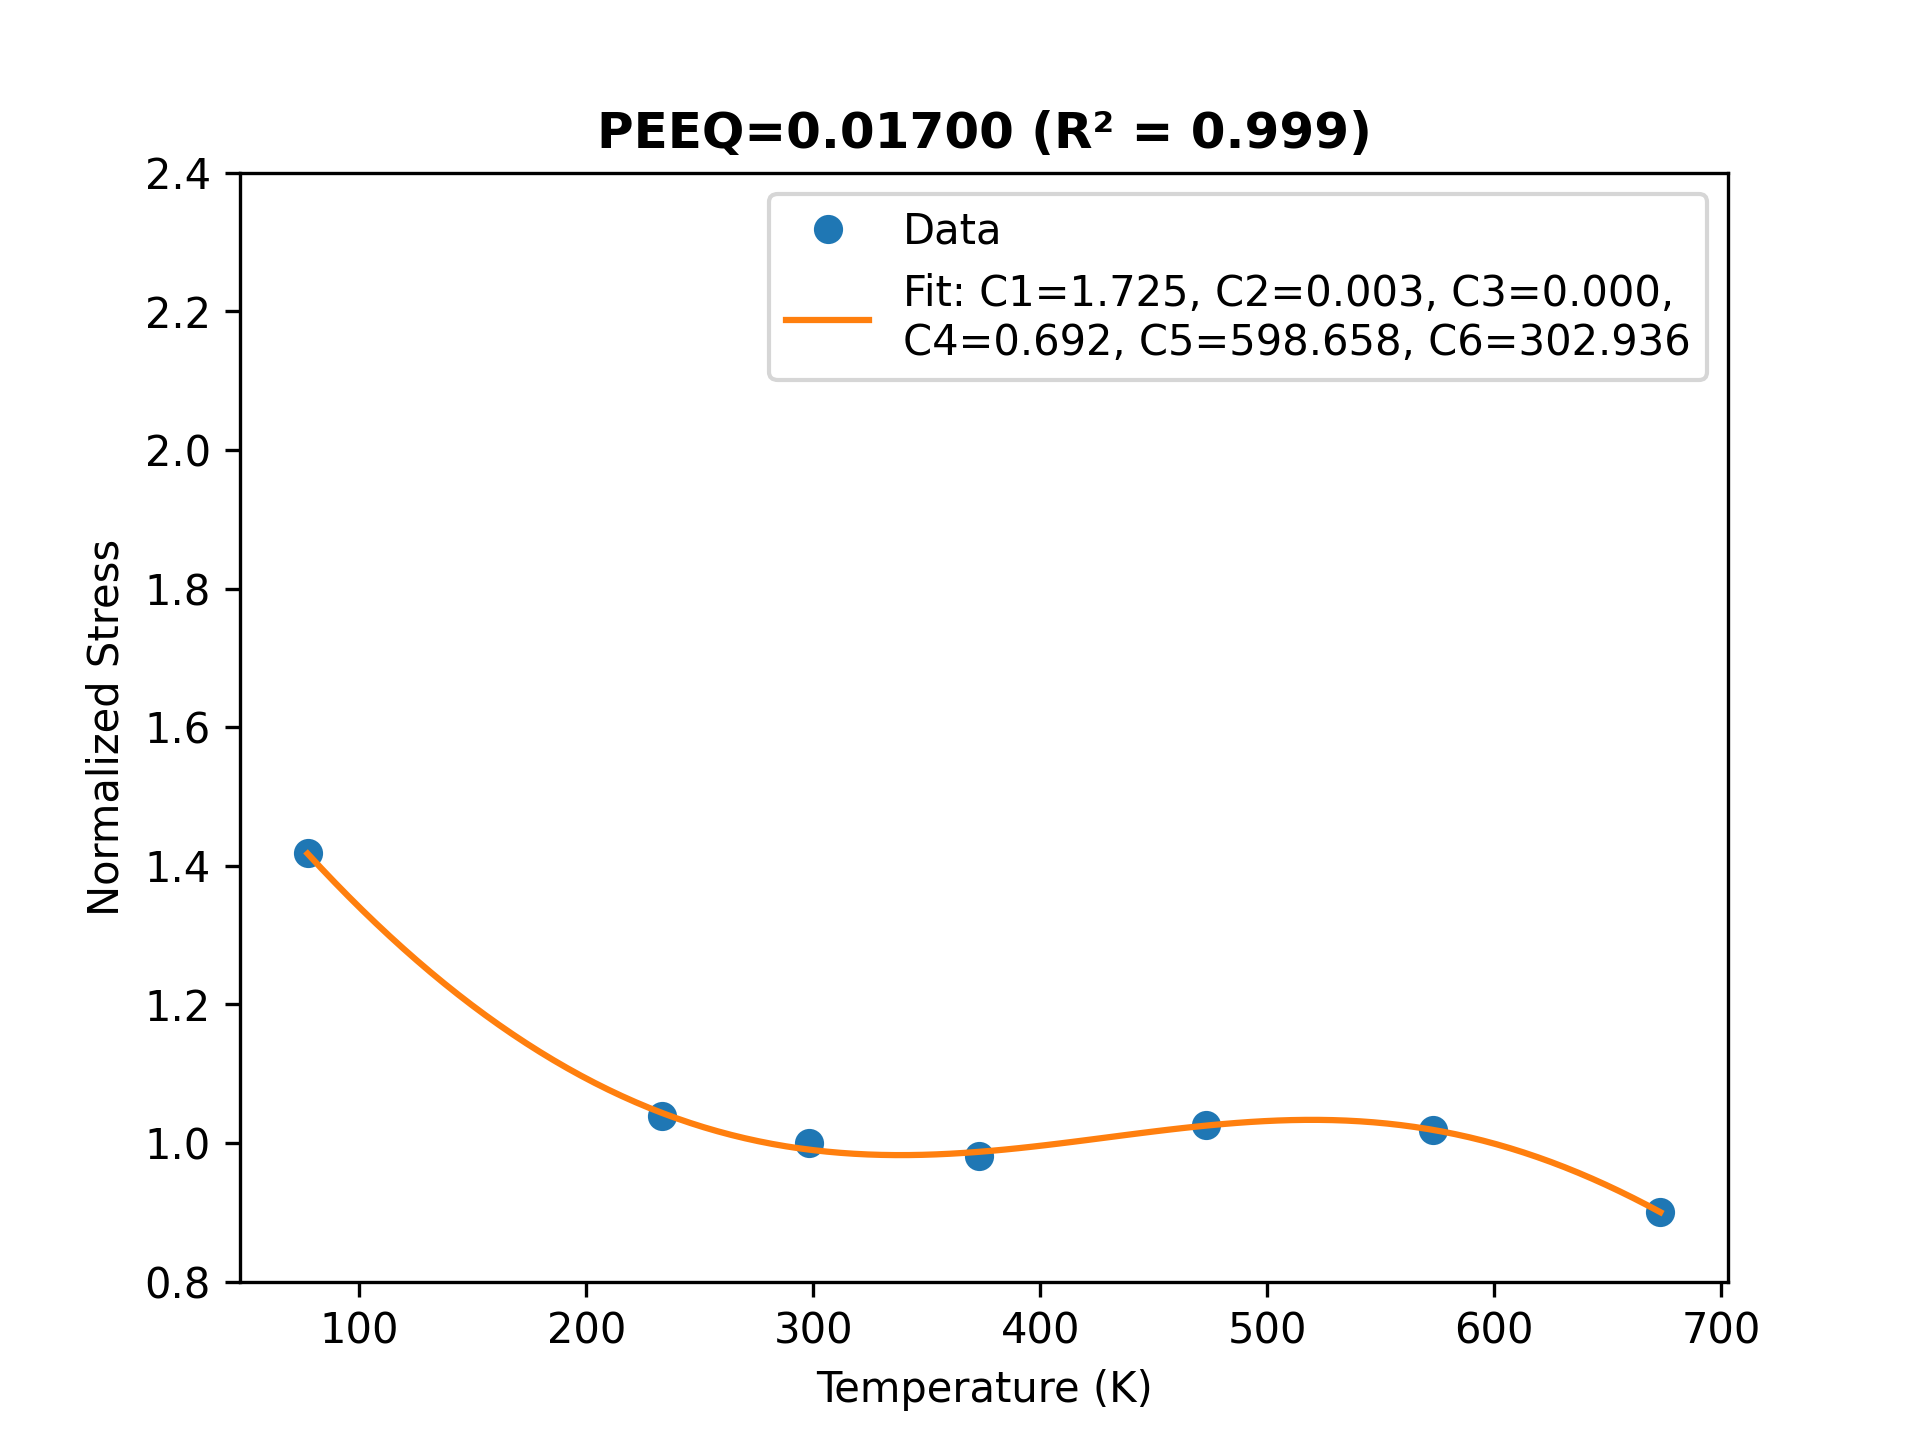 PEEQ=0.01700 (R² = 0.999)
2.4
2.2
2.0
1.8
1.6
1.4
1.2
1.0
0.8
Normalized Stress
Data
Fit: C1=1.725, C2=0.003, C3=0.000,
C4=0.692, C5=598.658, C6=302.936
100 200 300 400 500 600 700
Temperature (K)